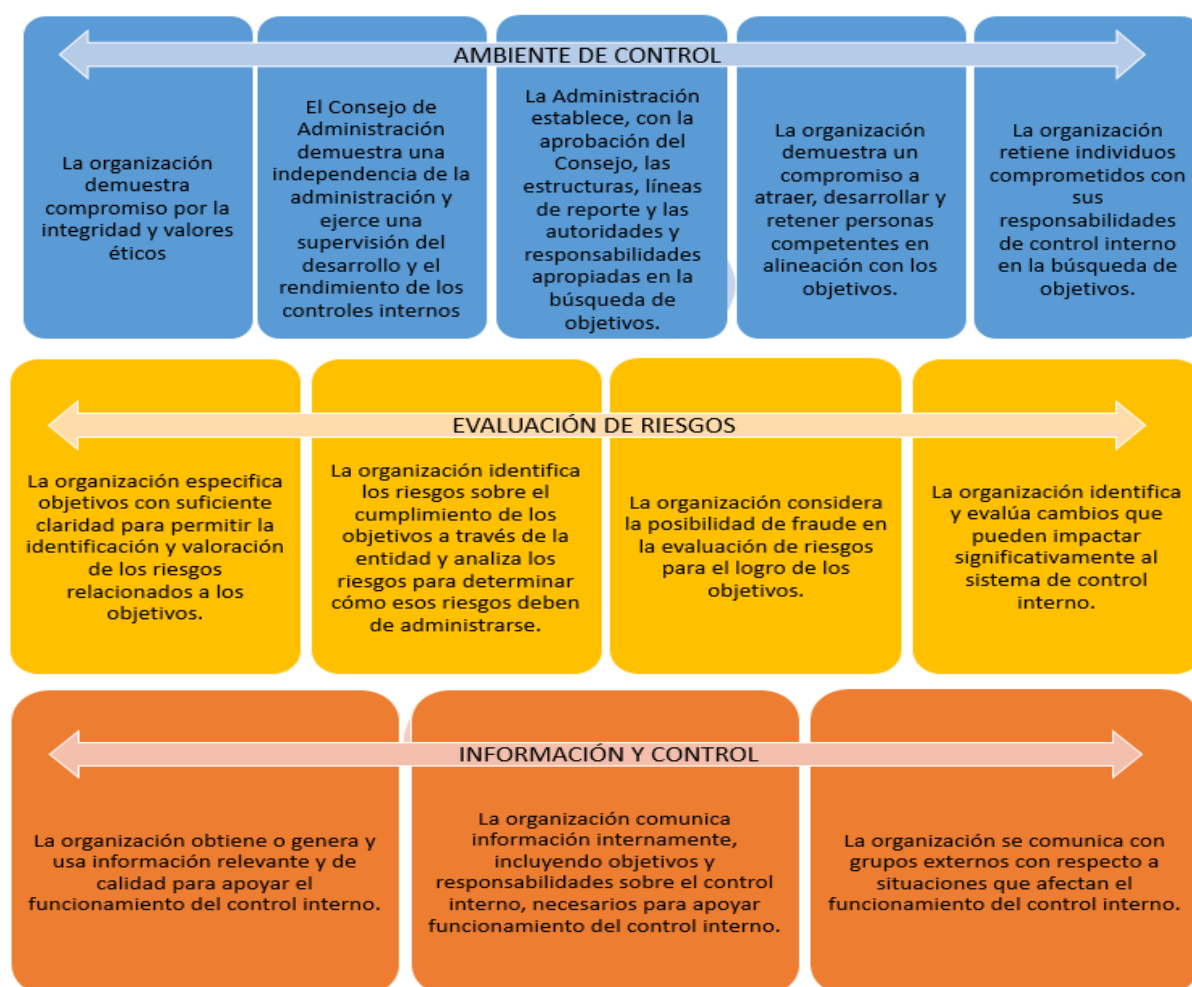 AMBIENTE DE CONTROL
La organización
demuestra
compromiso por la
integridad y valores
éticos
El Consejo de
Administración
demuestra una
independencia de la
administración y
ejerce una
supervisión del
desarrollo y el
rendimiento de los
controles internos
La Administración
establece, con la
aprobación del
Consejo, las
estructuras, líneas
de reporte y las
autoridades y
responsabilidades
apropiadas en la
búsqueda de
objetivos.
La organización
demuestra un
compromiso a
atraer, desarrollar y
retener personas
competentes en
alineación con los
objetivos.
La organización
retiene individuos
comprometidos con
sus
responsabilidades
de control interno
en la búsqueda de
objetivos.
EVALUACIÓN DE RIESGOS
La organización especifica
objetivos con suficiente
claridad para permitir la
identificación y valoración
de los riesgos
relacionados a los
objetivos.
La organización identifica
los riesgos sobre el
cumplimiento de los
objetivos a través de la
entidad y analiza los
riesgos para determinar
cómo esos riesgos deben
de administrarse.
La organización considera
la posibilidad de fraude en
la evaluación de riesgos
para el logro de los
objetivos.
La organización identifica
y evalúa cambios que
pueden impactar
significativamente al
sistema de control
interno.
INFORMACIÓN Y CONTROL
La organización obtiene o genera y
usa información relevante y de
calidad para apoyar el
funcionamiento del control interno.
La organización comunica
información internamente,
incluyendo objetivos y
responsabilidades sobre el control
interno, necesarios para apoyar
funcionamiento del control interno.
La organización se comunica con
grupos externos con respecto a
situaciones que afectan el
funcionamiento del control interno.